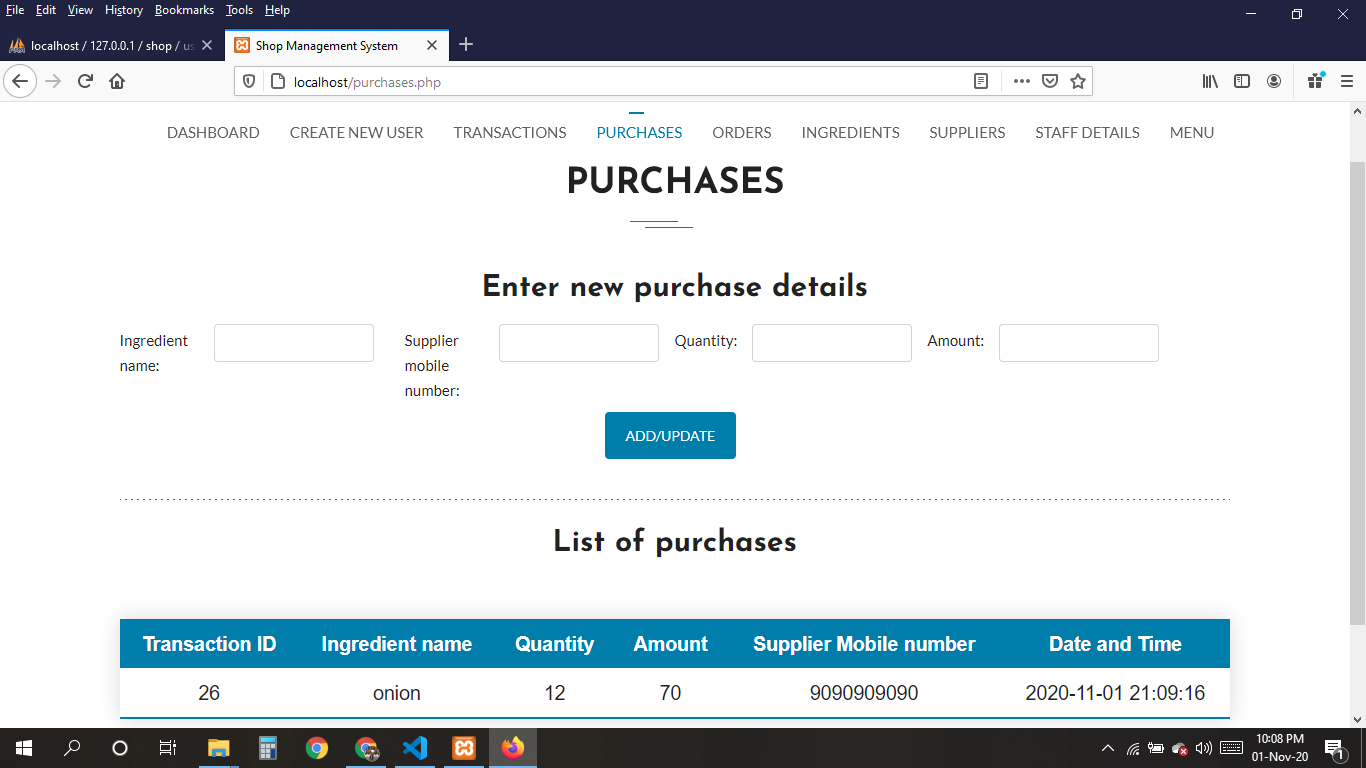 File Edit View History Bookmarks Tools Help
localhost / 127.0.0.1 / shop / us
Shop Management System
localhost/purchases.php
DASHBOARD CREATE NEW USER TRANSACTIONS PURCHASES ORDERS INGREDIENTS SUPPLIERS STAFF DETAILS MENU
PURCHASES
Enter new purchase details
Ingredient name:
Supplier mobile number:
Quantity:
Amount:
ADD/UPDATE
List of purchases
Transaction ID Ingredient name Quantity Amount Supplier Mobile number Date and Time
26 onion 12 70 9090909090 2020-11-01 21:09:16
10:08 PM
01-Nov-20
1